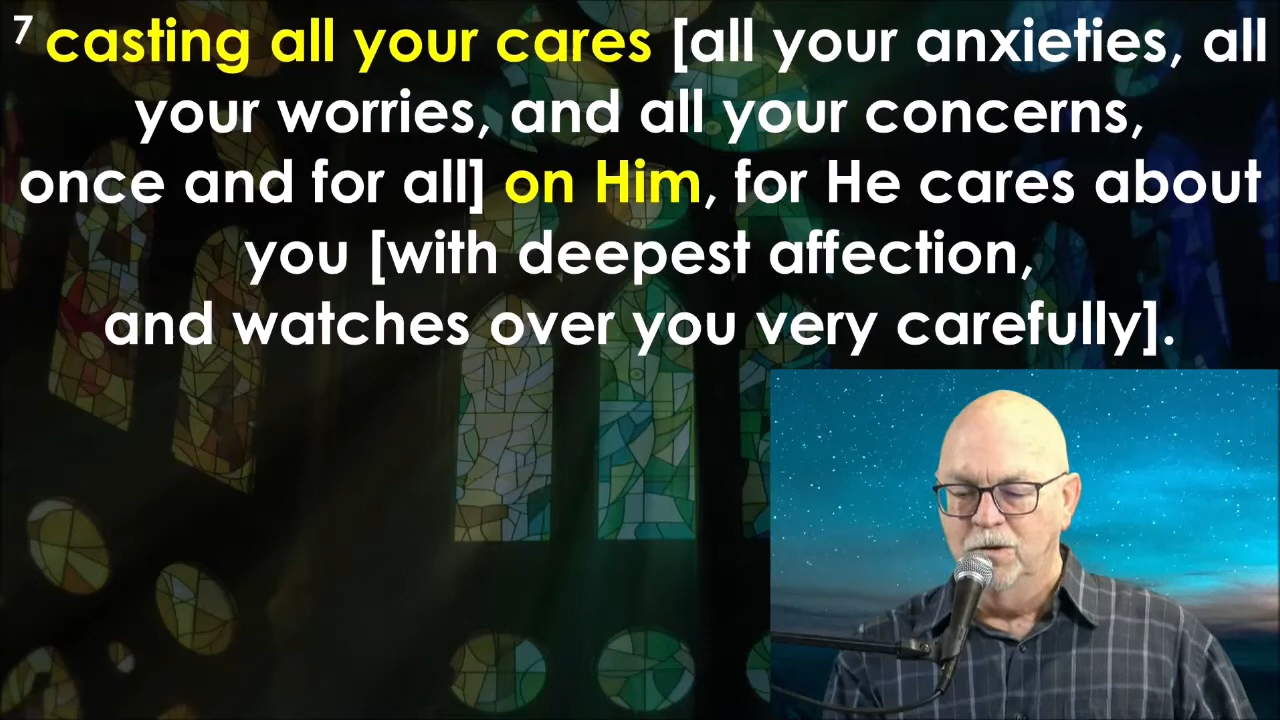 7 casting all your cares [all your anxieties, all
your worries, and all your concerns,
once and for all] on Him, for He cares about
you [with deepest affection,
and watches over you very carefully].